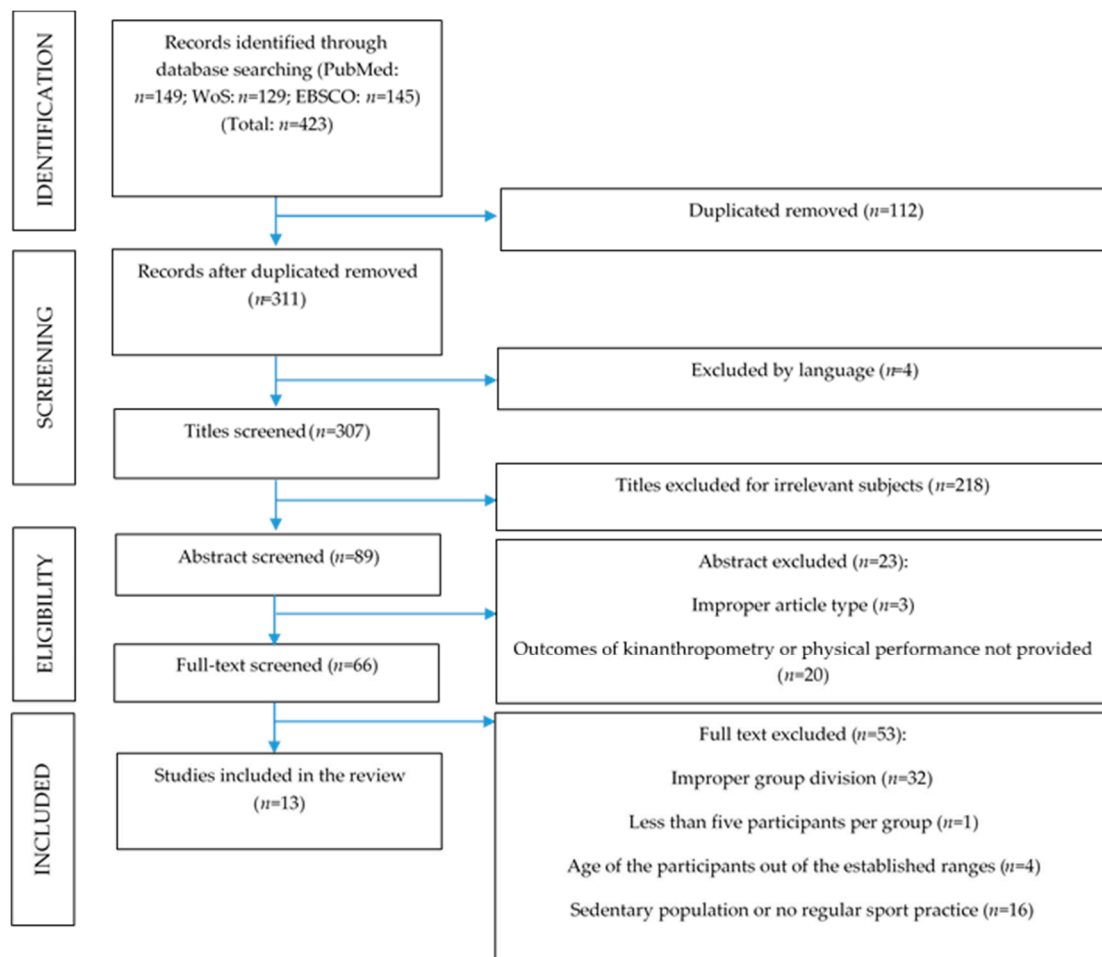 IDENTIFICATION
Records identified through
database searching (PubMed:
n=149; WoS: n=129; EBSCO: n=145)
(Total: n=423)
Duplicated removed (n=112)
SCREENING
Records after duplicated removed
(n=311)
Excluded by language (n=4)
Titles screened (n=307)
Titles excluded for irrelevant subjects (n=218)
ELIGIBILITY
Abstract screened (n=89)
Abstract excluded (n=23):
Improper article type (n=3)
Outcomes of kinanthropometry or physical performance not provided
(n=20)
Full-text screened (n=66)
INCLUDED
Full text excluded (n=53):
Improper group division (n=32)
Less than five participants per group (n=1)
Age of the participants out of the established ranges (n=4)
Sedentary population or no regular sport practice (n=16)
Studies included in the review
(n=13)